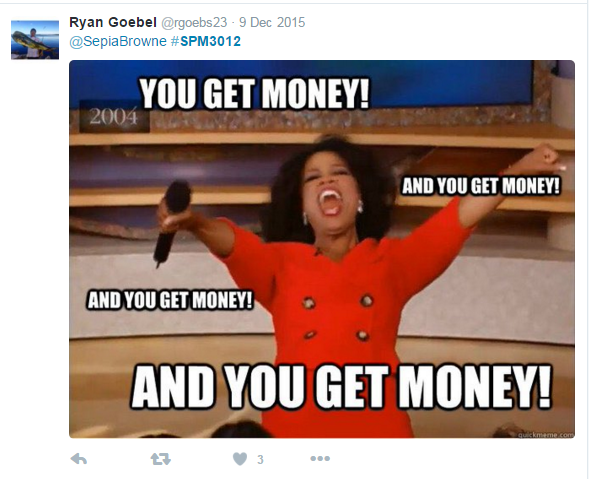 Ryan Goebel @rgoebs23 · 9 Dec 2015
@SepiaBrowne #SPM3012
YOU GET MONEY!
2004
AND YOU GET MONEY!
AND YOU GET MONEY!
AND YOU GET MONEY!
quickmeme.com
3